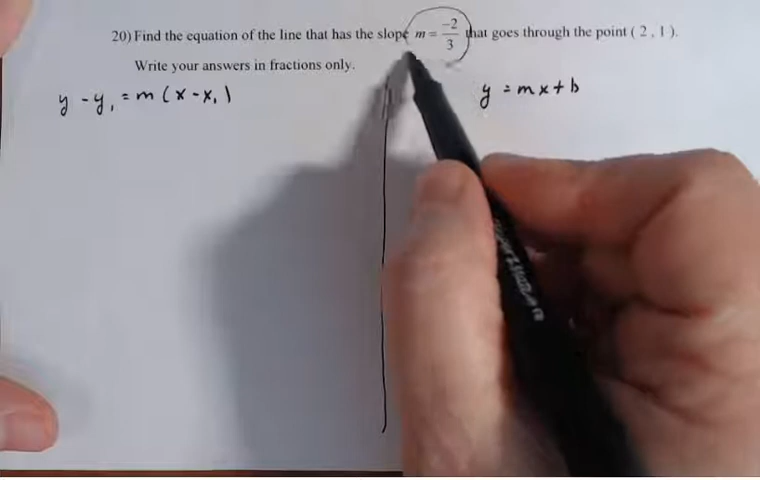 20) Find the equation of the line that has the slope m = -2/3 that goes through the point ( 2 , 1 ).
Write your answers in fractions only.
y - y₁ = m (x - x₁)
y = mx + b